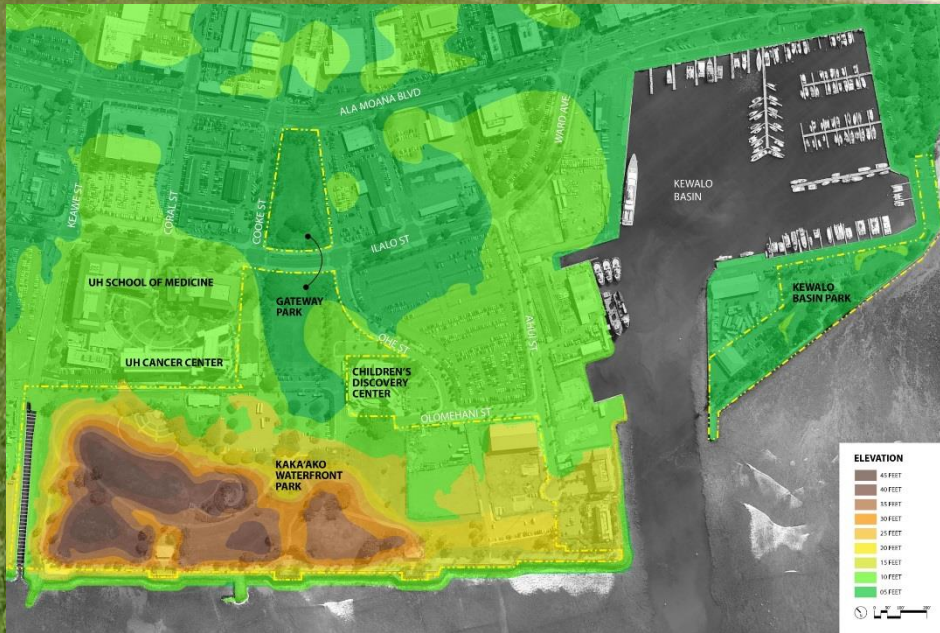 ALA MOANA BLVD
WARD AVE
KEWALO
BASIN
KEAWE ST
CORAL ST
COOKE ST
ILALO ST
UH SCHOOL OF MEDICINE
GATEWAY
PARK
KEWALO
BASIN PARK
AHUI ST
OHE ST
UH CANCER CENTER
CHILDREN'S
DISCOVERY
CENTER
OLOMEHANI ST
KAKA'AKO
WATERFRONT
PARK
ELEVATION
45 FEET
40 FEET
35 FEET
30 FEET
25 FEET
20 FEET
15 FEET
10 FEET
05 FEET